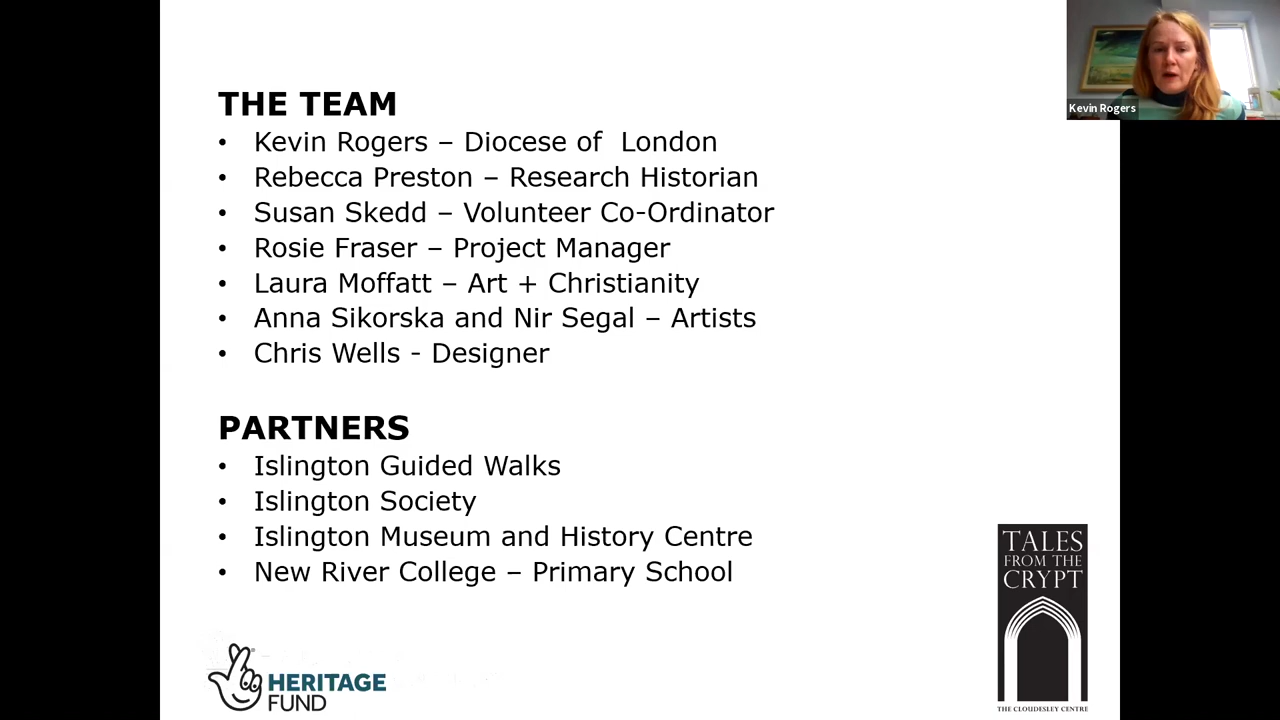 THE TEAM
• Kevin Rogers – Diocese of  London
• Rebecca Preston – Research Historian
• Susan Skedd – Volunteer Co-Ordinator
• Rosie Fraser – Project Manager
• Laura Moffatt – Art + Christianity
• Anna Sikorska and Nir Segal – Artists
• Chris Wells - Designer
PARTNERS
• Islington Guided Walks
• Islington Society
• Islington Museum and History Centre
• New River College – Primary School
HERITAGE
FUND
TALES
FROM THE
CRYPT
THE CLOUDESLEY CENTRE
Kevin Rogers